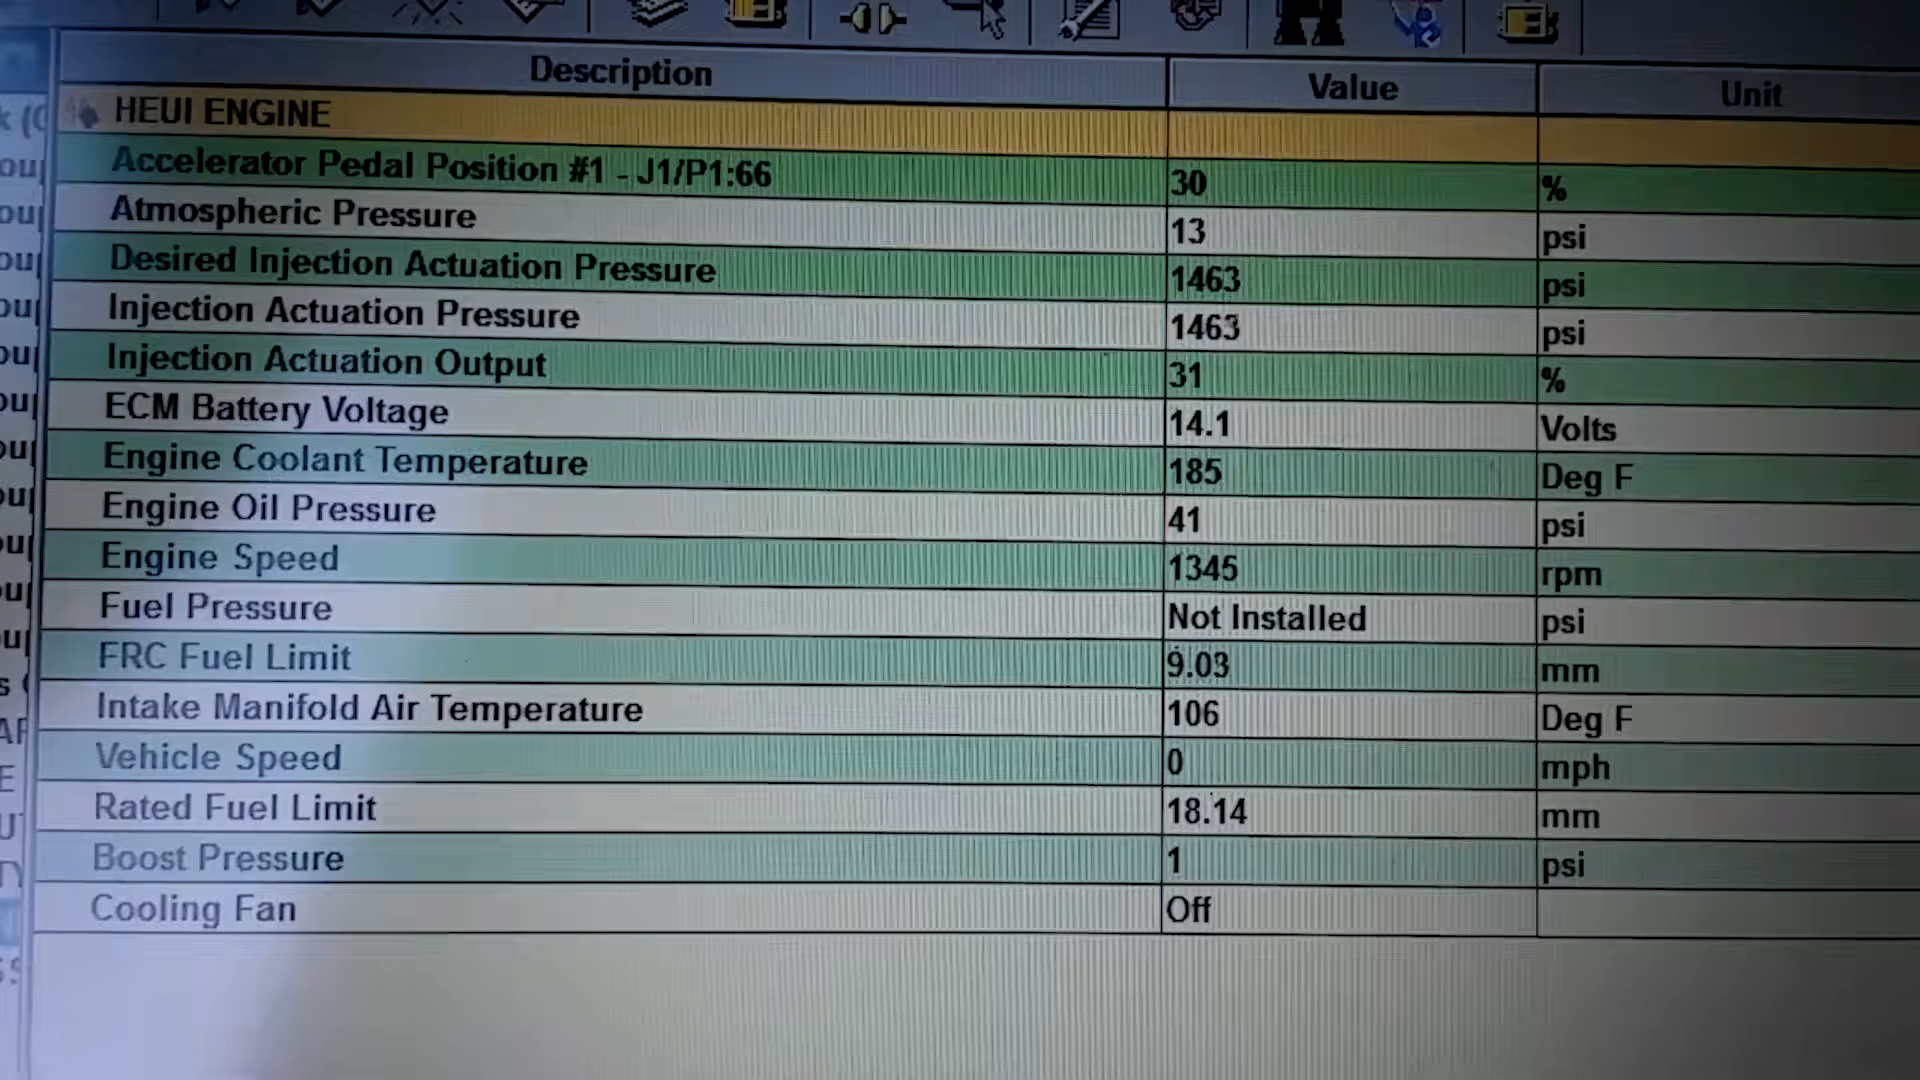 Description Value Unit
HEUI ENGINE
Accelerator Pedal Position #1 - J1/P1:66 30 %
Atmospheric Pressure 13 psi
Desired Injection Actuation Pressure 1463 psi
Injection Actuation Pressure 1463 psi
Injection Actuation Output 31 %
ECM Battery Voltage 14.1 Volts
Engine Coolant Temperature 185 Deg F
Engine Oil Pressure 41 psi
Engine Speed 1345 rpm
Fuel Pressure Not Installed psi
FRC Fuel Limit 9.03 mm
Intake Manifold Air Temperature 106 Deg F
Vehicle Speed 0 mph
Rated Fuel Limit 18.14 mm
Boost Pressure 1 psi
Cooling Fan Off